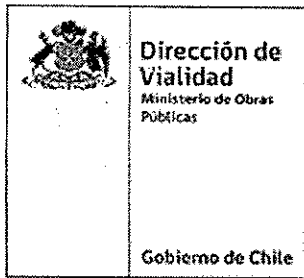 Dirección de
Vialidad
Ministerio de Obras
Públicas
Gobierno de Chile